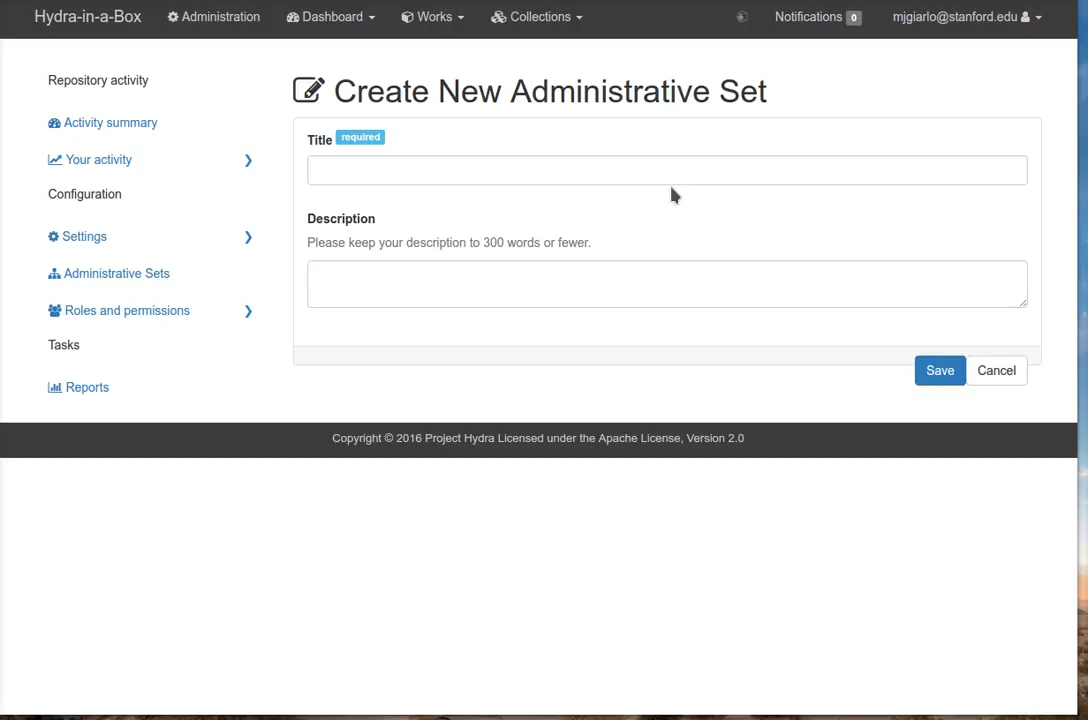 Hydra-in-a-Box Administration Dashboard Works Collections Notifications 0 mjgiarlo@stanford.edu
Repository activity
Activity summary
Your activity
Configuration
Settings
Administrative Sets
Roles and permissions
Tasks
Reports
Create New Administrative Set
Title required
Description
Please keep your description to 300 words or fewer.
Save Cancel
Copyright © 2016 Project Hydra Licensed under the Apache License, Version 2.0